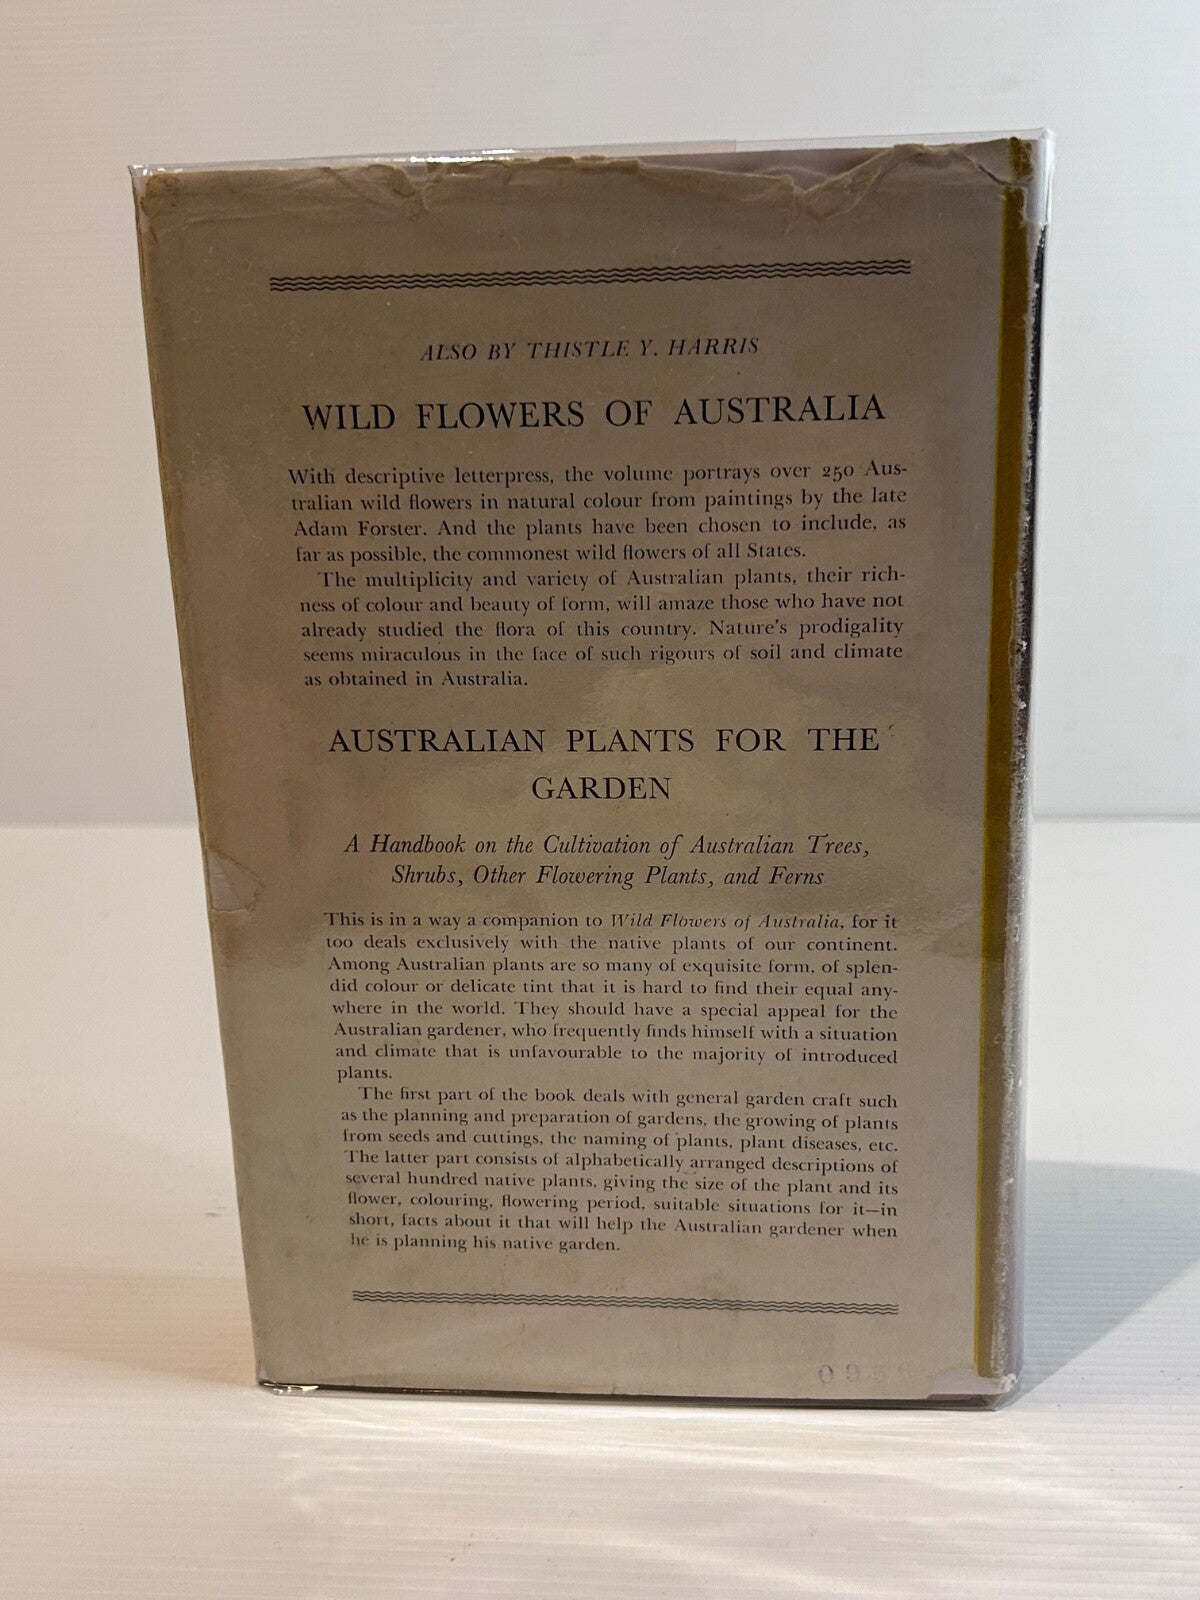 ALSO BY THISTLE Y. HARRIS
WILD FLOWERS OF AUSTRALIA
With descriptive letterpress, the volume portrays over 250 Aus-
tralian wild flowers in natural colour from paintings by the late
Adam Forster. And the plants have been chosen to include, as
far as possible, the commonest wild flowers of all States.
The multiplicity and variety of Australian plants, their rich-
ness of colour and beauty of form, will amaze those who have not
already studied the flora of this country. Nature's prodigality
seems miraculous in the face of such rigours of soil and climate
as obtained in Australia.
AUSTRALIAN PLANTS FOR THE
GARDEN
A Handbook on the Cultivation of Australian Trees,
Shrubs, Other Flowering Plants, and Ferns
This is in a way a companion to Wild Flowers of Australia, for it
too deals exclusively with the native plants of our continent.
Among Australian plants are so many of exquisite form, of splen-
did colour or delicate tint that it is hard to find their equal any-
where in the world. They should have a special appeal for the
Australian gardener, who frequently finds himself with a situation
and climate that is unfavourable to the majority of introduced
plants.
The first part of the book deals with general garden craft such
as the planning and preparation of gardens, the growing of plants
from seeds and cuttings, the naming of plants, plant diseases, etc.
The latter part consists of alphabetically arranged descriptions of
several hundred native plants, giving the size of the plant and its
flower, colouring, flowering period, suitable situations for it—in
short, facts about it that will help the Australian gardener when
he is planning his native garden.